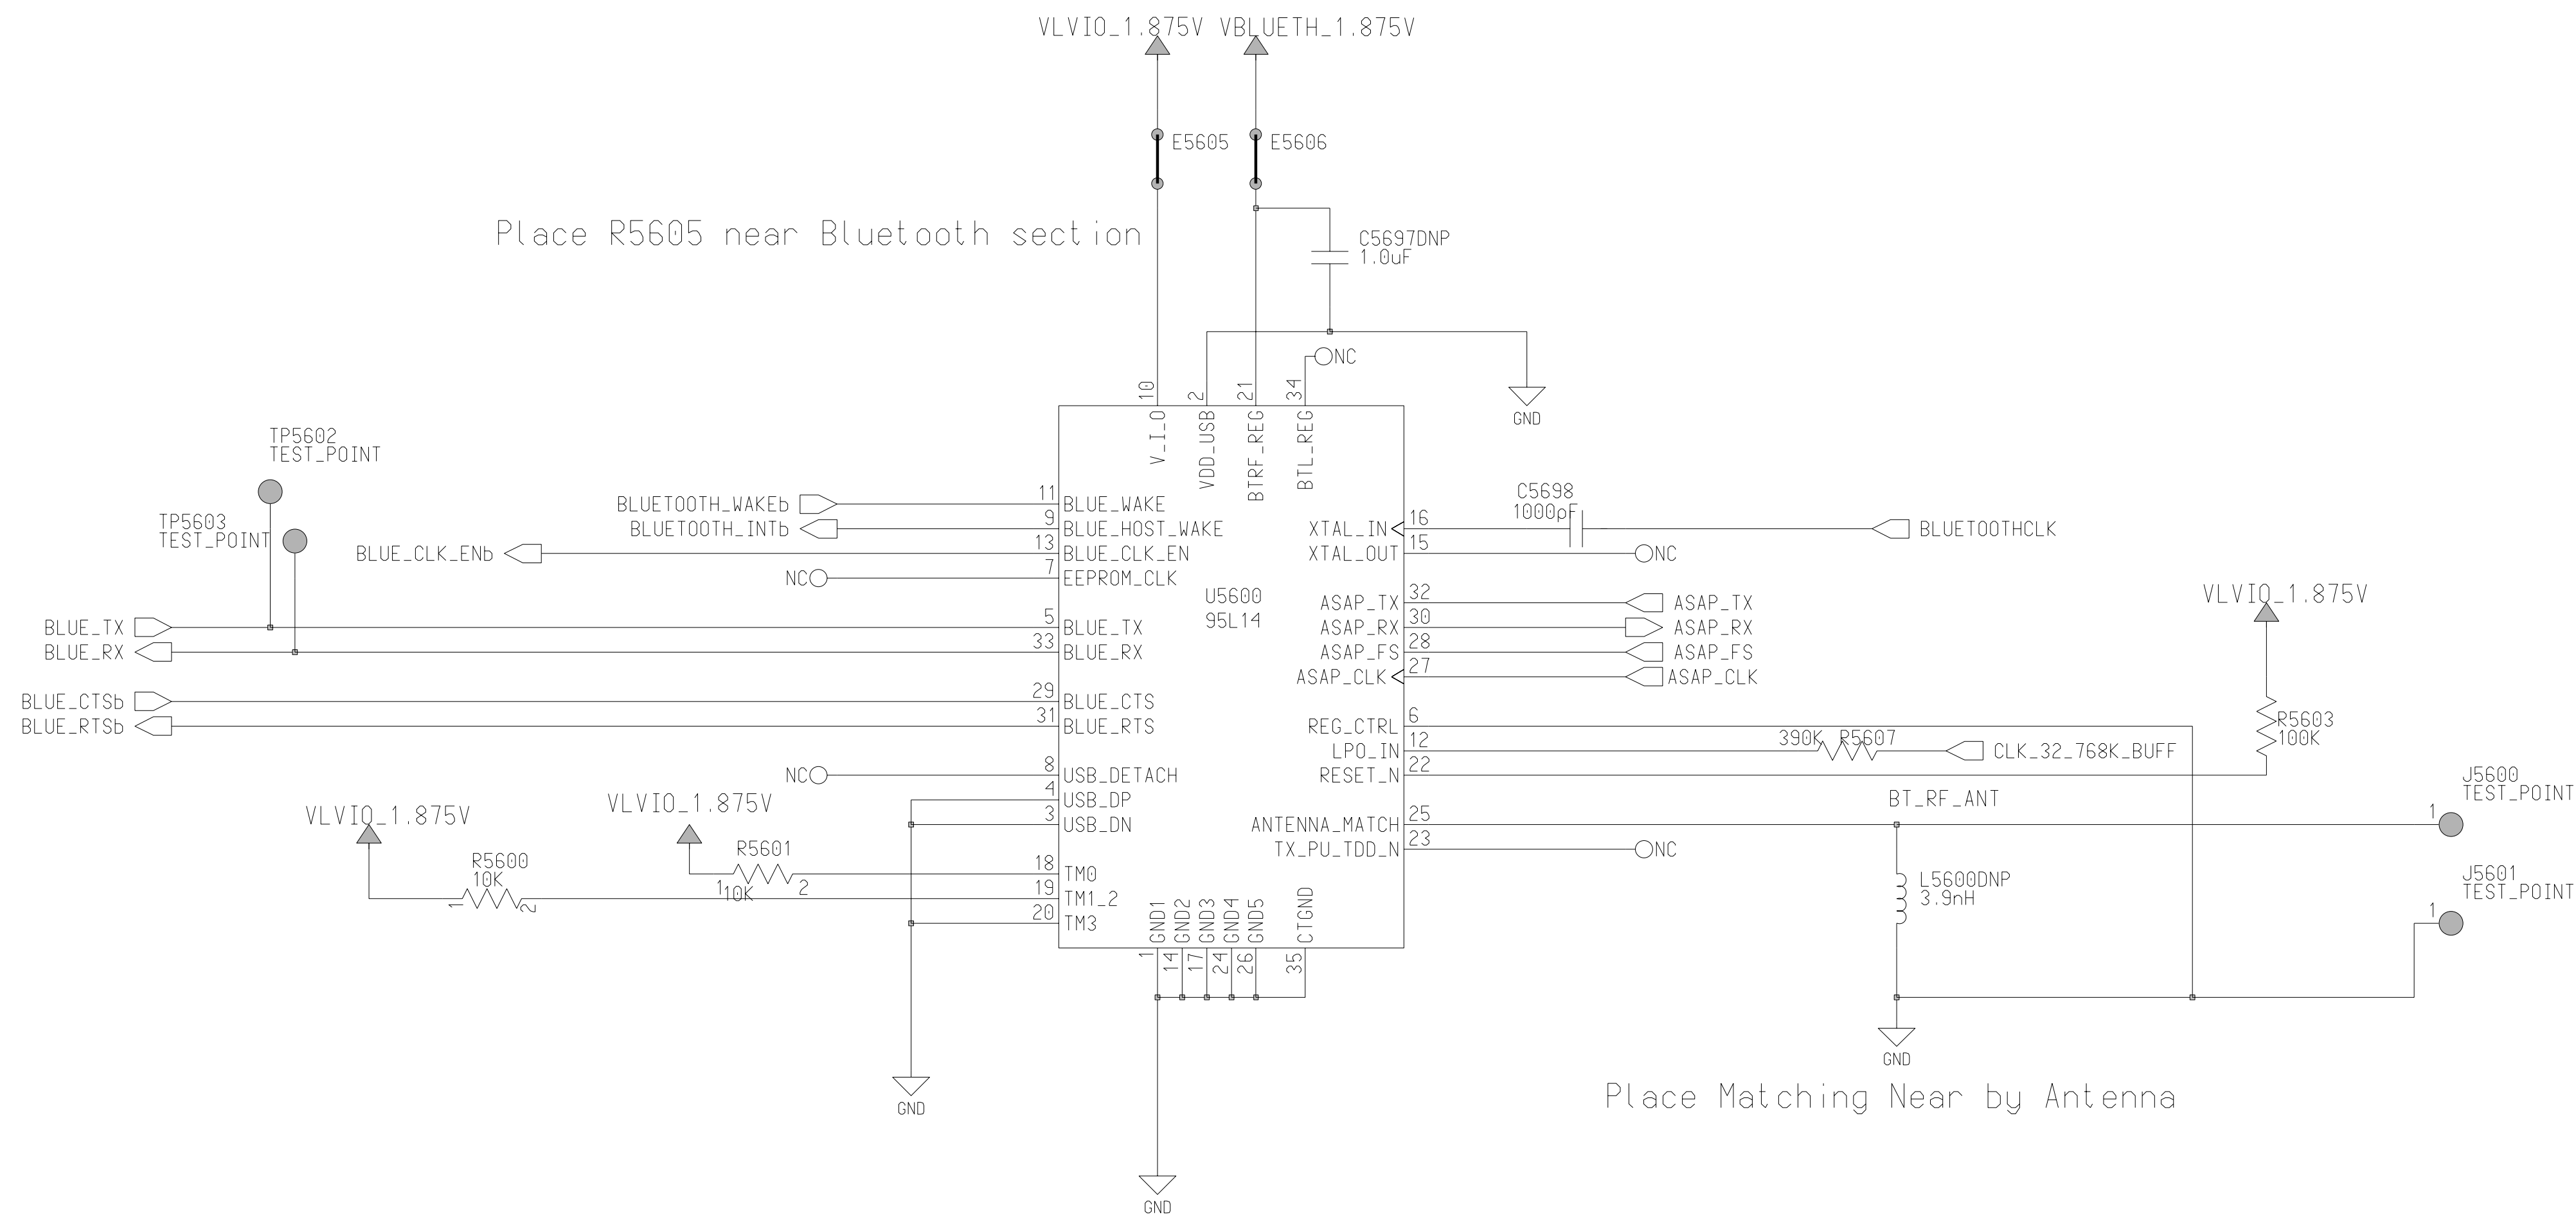 VLVIO_1.875V VBLUETH_1.875V
E5605
E5606
Place R5605 near Bluetooth section
C5697DNP
1.0uF
NC
GND
10
2
21
34
V_I_O
VDD_USB
BTRF_REG
BTL_REG
TP5602
TEST_POINT
TP5603
TEST_POINT
BLUETOOTH_WAKEb
11
BLUE_WAKE
BLUETOOTH_INTb
9
BLUE_HOST_WAKE
BLUE_CLK_ENb
13
BLUE_CLK_EN
NC
7
EEPROM_CLK
BLUE_TX
5
BLUE_TX
BLUE_RX
33
BLUE_RX
BLUE_CTSb
29
BLUE_CTS
BLUE_RTSb
31
BLUE_RTS
NC
8
USB_DETACH
4
USB_DP
3
USB_DN
18
TM0
19
TM1_2
20
TM3
U5600
95L14
XTAL_IN
16
C5698
1000pF
BLUETOOTHCLK
XTAL_OUT
15
NC
ASAP_TX
32
ASAP_TX
ASAP_RX
30
ASAP_RX
ASAP_FS
28
ASAP_FS
ASAP_CLK
27
ASAP_CLK
REG_CTRL
6
LPO_IN
12
390K R5607
CLK_32_768K_BUFF
RESET_N
22
VLVIO_1.875V
R5603
100K
ANTENNA_MATCH
25
BT_RF_ANT
TX_PU_TDD_N
23
NC
J5600
TEST_POINT
1
J5601
TEST_POINT
1
L5600DNP
3.9nH
GND
Place Matching Near by Antenna
VLVIO_1.875V
R5600
10K
1
2
VLVIO_1.875V
R5601
1
10K
2
GND
GND1
GND2
GND3
GND4
GND5
CTGND
1
14
17
24
26
35
GND